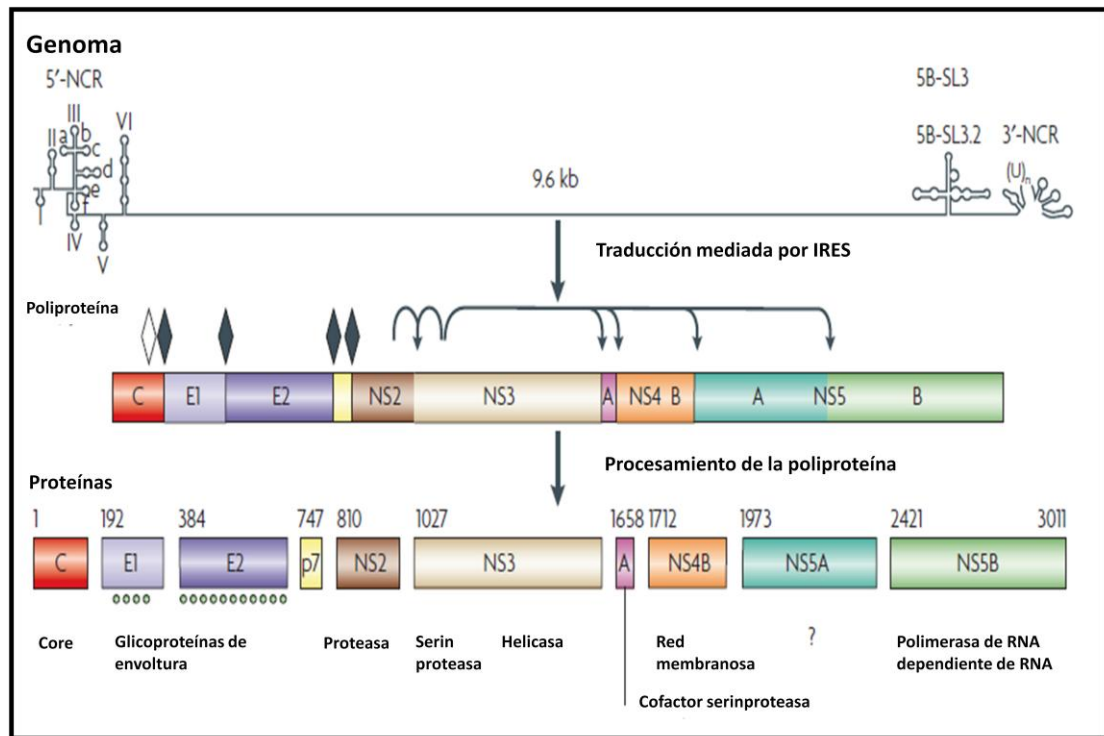 Genoma
5'-NCR
5B-SL3
III
VI
II
a
b
5B-SL3.2
3'-NCR
c
d
9.6 kb
(U)n
e
f
V
I
IV
V
Traducción mediada por IRES
Poliproteína
C
E1
E2
NS2
NS3
A
NS4 B
A
NS5
B
Procesamiento de la poliproteína
Proteínas
1
192
384
747
810
1027
1658
1712
1973
2421
3011
C
E1
E2
p7
NS2
NS3
A
NS4B
NS5A
NS5B
Core
Glicoproteínas de
envoltura
Proteasa
Serin
proteasa
Helicasa
Red
membranosa
?
Polimerasa de RNA
dependiente de RNA
Cofactor serinproteasa